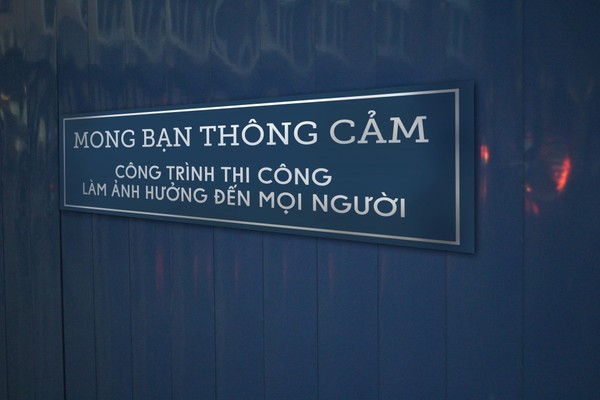 MONG BẠN THÔNG CẢM
CÔNG TRÌNH THI CÔNG
LÀM ẢNH HƯỞNG ĐẾN MỌI NGƯỜI